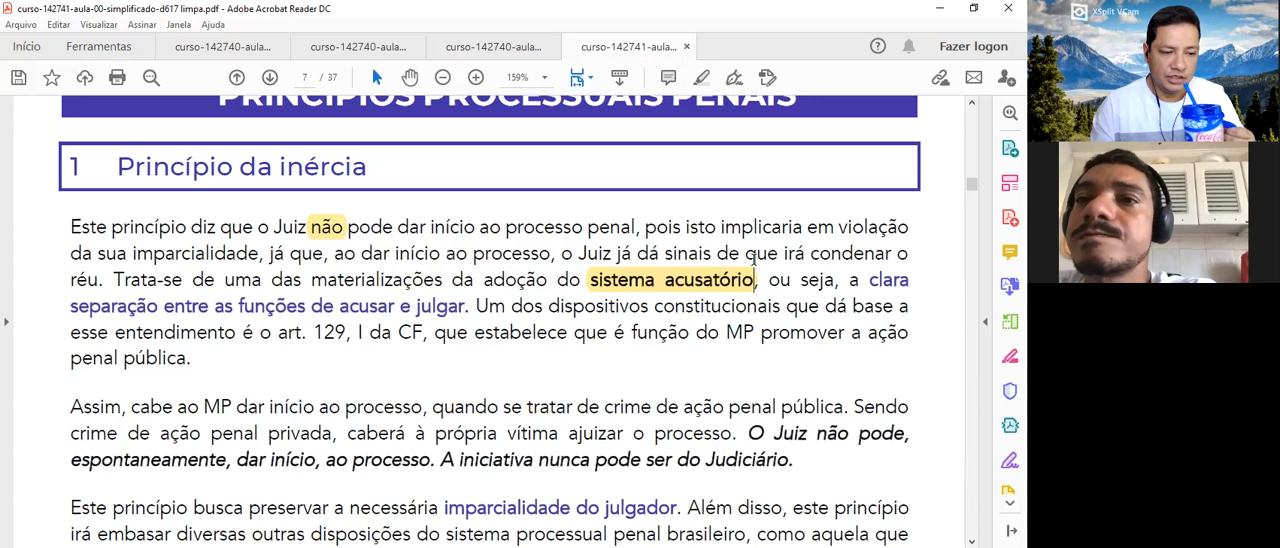 curso-142741-aula-00-simplificado-d617 limpa.pdf - Adobe Acrobat Reader DC
Arquivo Editar Visualizar Assinar Janela Ajuda
Início Ferramentas curso-142740-aula... curso-142740-aula... curso-142740-aula... curso-142741-aula... × Fazer logon
7 / 37 159%
PRINCÍPIOS PROCESSUAIS PENAIS
1 Princípio da inércia
Este princípio diz que o Juiz não pode dar início ao processo penal, pois isto implicaria em violação
da sua imparcialidade, já que, ao dar início ao processo, o Juiz já dá sinais de que irá condenar o
réu. Trata-se de uma das materializações da adoção do sistema acusatório, ou seja, a clara
separação entre as funções de acusar e julgar. Um dos dispositivos constitucionais que dá base a
esse entendimento é o art. 129, I da CF, que estabelece que é função do MP promover a ação
penal pública.
Assim, cabe ao MP dar início ao processo, quando se tratar de crime de ação penal pública. Sendo
crime de ação penal privada, caberá à própria vítima ajuizar o processo. O Juiz não pode,
espontaneamente, dar início, ao processo. A iniciativa nunca pode ser do Judiciário.
Este princípio busca preservar a necessária imparcialidade do julgador. Além disso, este princípio
irá embasar diversas outras disposições do sistema processual penal brasileiro, como aquela que
XSplit VCam
Coca-Cola